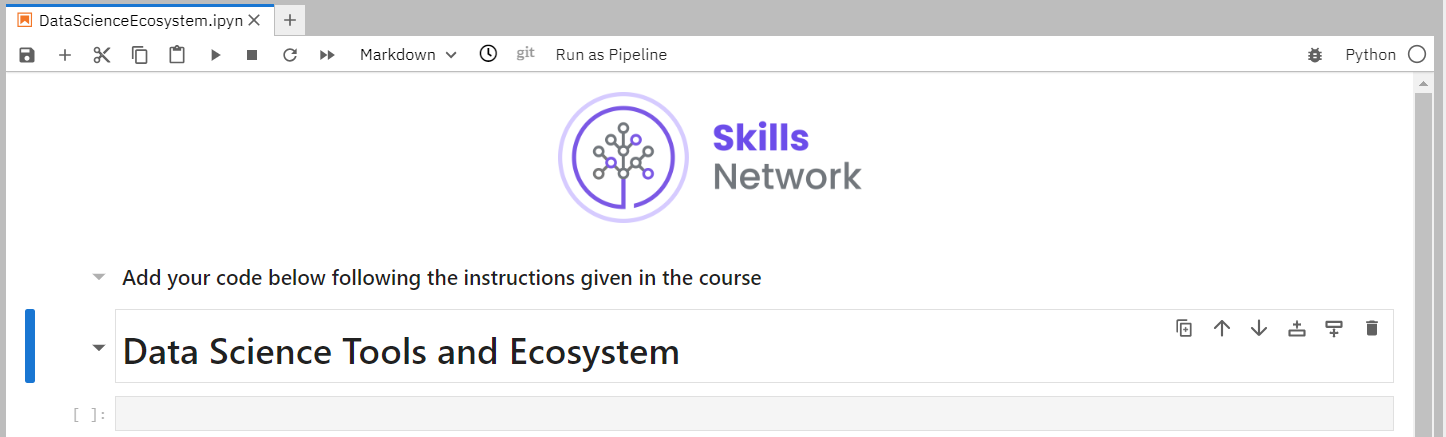 DataScienceEcosystem.ipyn
Markdown git Run as Pipeline Python
Skills
Network
Add your code below following the instructions given in the course
Data Science Tools and Ecosystem
[ ]: